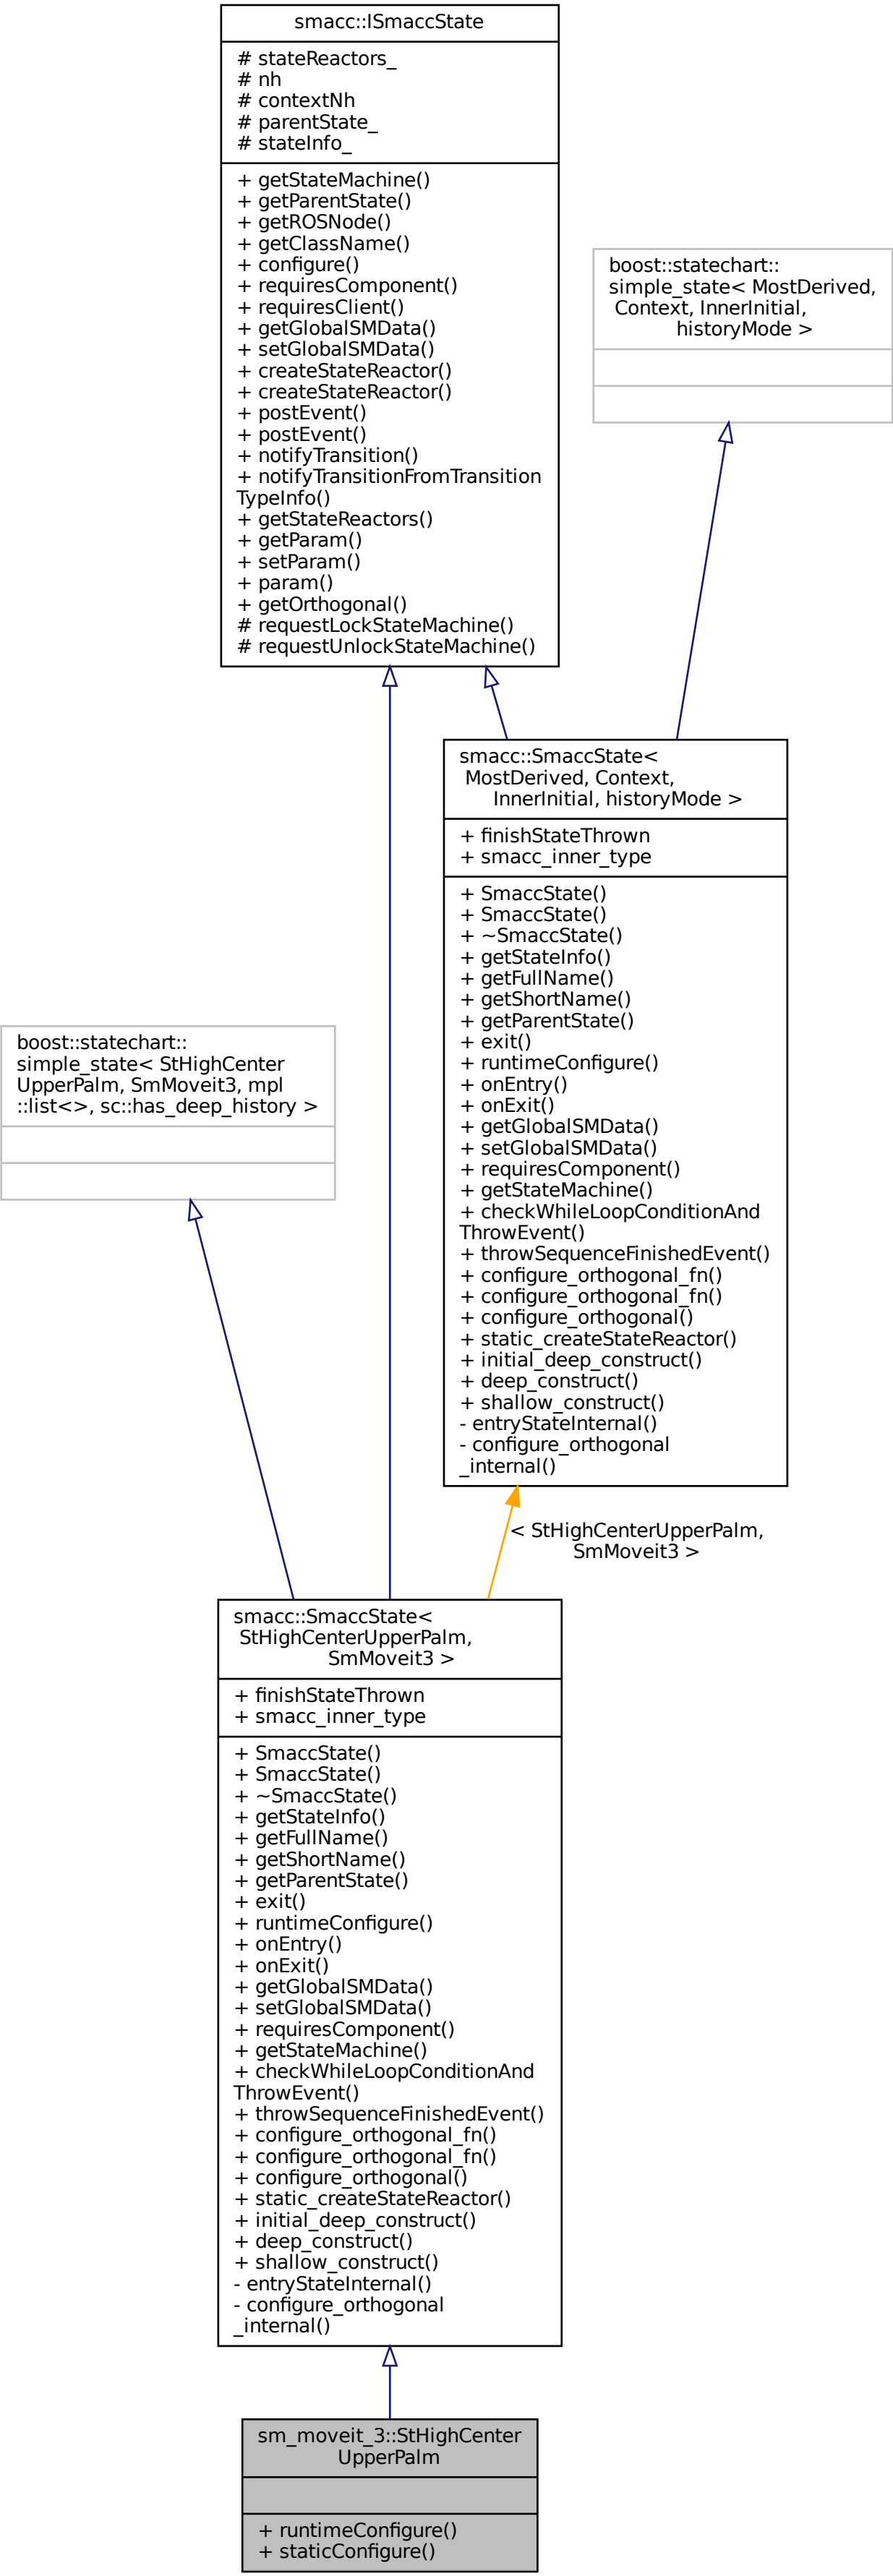 smacc::ISmaccState
# stateReactors_
# nh
# contextNh
# parentState_
# stateInfo_
+ getStateMachine()
+ getParentState()
+ getROSNode()
+ getClassName()
+ configure()
+ requiresComponent()
+ requiresClient()
+ getGlobalSMData()
+ setGlobalSMData()
+ createStateReactor()
+ createStateReactor()
+ postEvent()
+ postEvent()
+ notifyTransition()
+ notifyTransitionFromTransition
TypeInfo()
+ getStateReactors()
+ getParam()
+ setParam()
+ param()
+ getOrthogonal()
# requestLockStateMachine()
# requestUnlockStateMachine()
boost::statechart::
simple_state< MostDerived,
Context, InnerInitial,
historyMode >
smacc::SmaccState<
MostDerived, Context,
InnerInitial, historyMode >
+ finishStateThrown
+ smacc_inner_type
+ SmaccState()
+ SmaccState()
+ ~SmaccState()
+ getStateInfo()
+ getFullName()
+ getShortName()
+ getParentState()
+ exit()
+ runtimeConfigure()
+ onEntry()
+ onExit()
+ getGlobalSMData()
+ setGlobalSMData()
+ requiresComponent()
+ getStateMachine()
+ checkWhileLoopConditionAnd
ThrowEvent()
+ throwSequenceFinishedEvent()
+ configure_orthogonal_fn()
+ configure_orthogonal_fn()
+ configure_orthogonal()
+ static_createStateReactor()
+ initial_deep_construct()
+ deep_construct()
+ shallow_construct()
- entryStateInternal()
- configure_orthogonal
_internal()
boost::statechart::
simple_state< StHighCenter
UpperPalm, SmMoveit3, mpl
::list<>, sc::has_deep_history >
< StHighCenterUpperPalm,
SmMoveit3 >
smacc::SmaccState<
StHighCenterUpperPalm,
SmMoveit3 >
+ finishStateThrown
+ smacc_inner_type
+ SmaccState()
+ SmaccState()
+ ~SmaccState()
+ getStateInfo()
+ getFullName()
+ getShortName()
+ getParentState()
+ exit()
+ runtimeConfigure()
+ onEntry()
+ onExit()
+ getGlobalSMData()
+ setGlobalSMData()
+ requiresComponent()
+ getStateMachine()
+ checkWhileLoopConditionAnd
ThrowEvent()
+ throwSequenceFinishedEvent()
+ configure_orthogonal_fn()
+ configure_orthogonal_fn()
+ configure_orthogonal()
+ static_createStateReactor()
+ initial_deep_construct()
+ deep_construct()
+ shallow_construct()
- entryStateInternal()
- configure_orthogonal
_internal()
sm_moveit_3::StHighCenter
UpperPalm
+ runtimeConfigure()
+ staticConfigure()